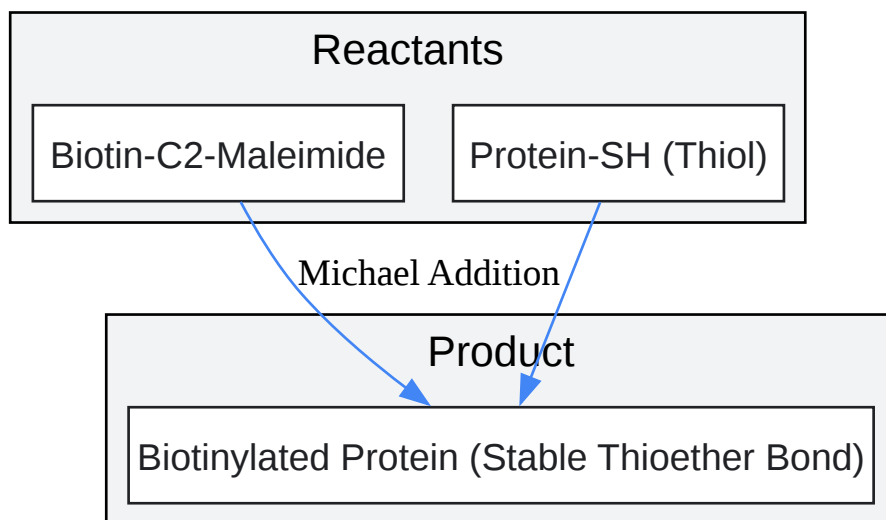 Reactants
Biotin-C2-Maleimide
Protein-SH (Thiol)
Michael Addition
Product
Biotinylated Protein (Stable Thioether Bond)